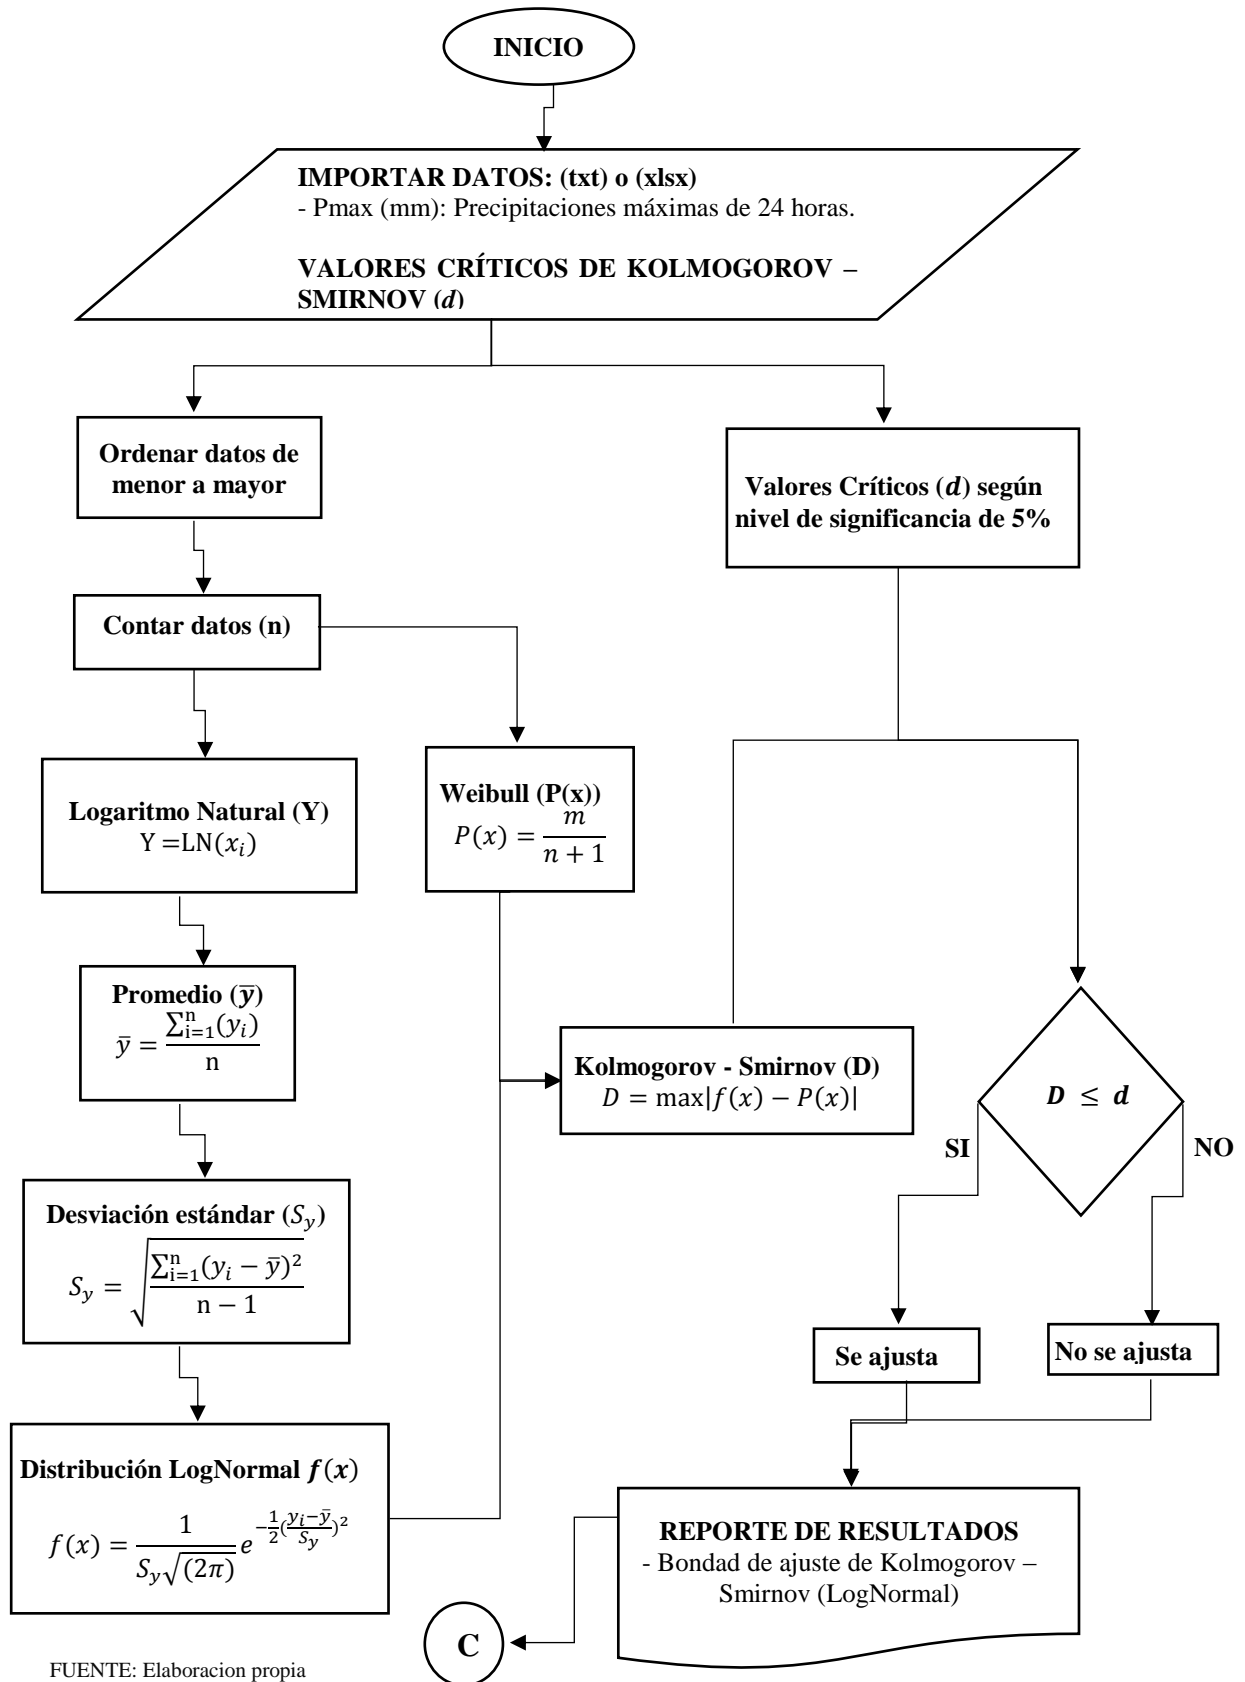 INICIO
IMPORTAR DATOS: (txt) o (xlsx)
- Pmax (mm): Precipitaciones máximas de 24 horas.
VALORES CRÍTICOS DE KOLMOGOROV –
SMIRNOV (d)
Ordenar datos de
menor a mayor
Valores Críticos (d) según
nivel de significancia de 5%
Contar datos (n)
Logaritmo Natural (Y)
Y =LN(x_i)
Weibull (P(x))
P(x) = m / (n + 1)
Promedio (ȳ)
ȳ = ∑_{i=1}^{n}(y_i) / n
Kolmogorov - Smirnov (D)
D = max|f(x) − P(x)|
D ≤ d
SI
NO
Desviación estándar (S_y)
S_y = √(∑_{i=1}^{n}(y_i − ȳ)² / (n − 1))
Se ajusta
No se ajusta
Distribución LogNormal f(x)
f(x) = 1 / (S_y√(2π)) e^{−1/2((y_i−ȳ)/S_y)²}
REPORTE DE RESULTADOS
- Bondad de ajuste de Kolmogorov –
Smirnov (LogNormal)
C
FUENTE: Elaboracion propia